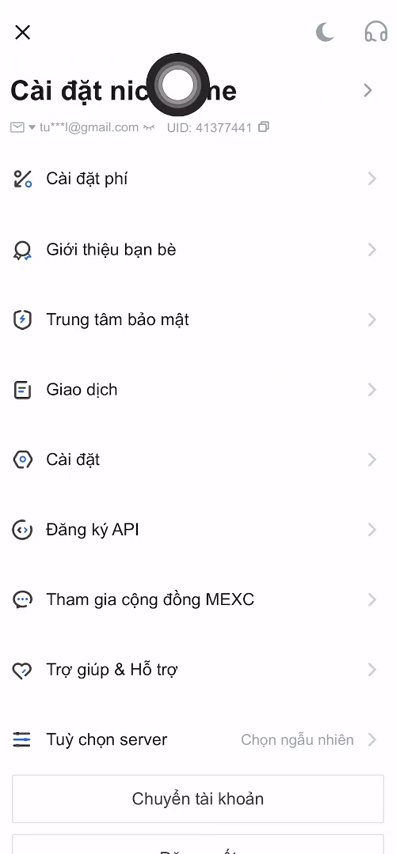 Cài đặt nic me
tu***l@gmail.com UID: 41377441
Cài đặt phí
Giới thiệu bạn bè
Trung tâm bảo mật
Giao dịch
Cài đặt
Đăng ký API
Tham gia cộng đồng MEXC
Trợ giúp & Hỗ trợ
Tuỳ chọn server Chọn ngẫu nhiên
Chuyển tài khoản